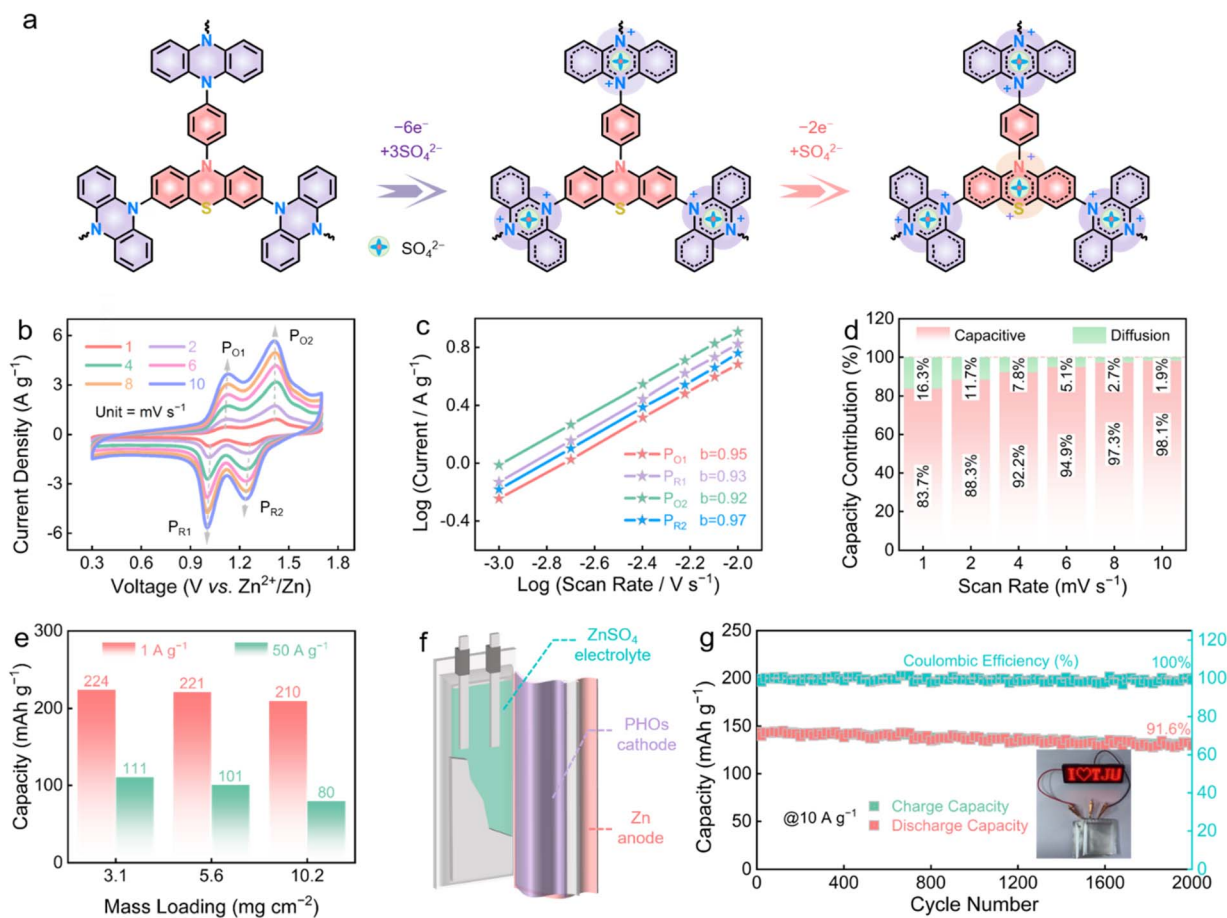 a
N
N
+
N
N
+
+
N
N
+
−6e⁻
+3SO₄²⁻
−2e⁻
+SO₄²⁻
N
N
N
N
S
N
N
SO₄²⁻
+
N
N
+
N
S
N
+
N
+
+
N
N
+
+
N
S
+
N
+
N
+
b
Current Density (A g⁻¹)
6
3
0
-3
-6
1
2
4
6
8
10
Unit = mV s⁻¹
P_O1
P_O2
P_R1
P_R2
0.3
0.6
0.9
1.2
1.5
1.8
Voltage (V vs. Zn²⁺/Zn)
c
Log (Current / A g⁻¹)
0.8
0.4
0.0
-0.4
P_O1 b=0.95
P_R1 b=0.93
P_O2 b=0.92
P_R2 b=0.97
-3.0
-2.8
-2.6
-2.4
-2.2
-2.0
Log (Scan Rate / V s⁻¹)
d
Capacity Contribution (%)
120
100
80
60
40
20
0
Capacitive
Diffusion
16.3%
11.7%
7.8%
5.1%
2.7%
1.9%
83.7%
88.3%
92.2%
94.9%
97.3%
98.1%
1
2
4
6
8
10
Scan Rate (mV s⁻¹)
e
Capacity (mAh g⁻¹)
300
200
100
0
1 A g⁻¹
50 A g⁻¹
224
221
210
111
101
80
3.1
5.6
10.2
Mass Loading (mg cm⁻²)
f
ZnSO₄
electrolyte
PHOs
cathode
Zn
anode
g
Capacity (mAh g⁻¹)
250
200
150
100
50
0
Coulombic Efficiency (%)
100%
91.6%
@10 A g⁻¹
Charge Capacity
Discharge Capacity
I♥TJU
120
100
80
60
40
20
0
0
400
800
1200
1600
2000
Cycle Number